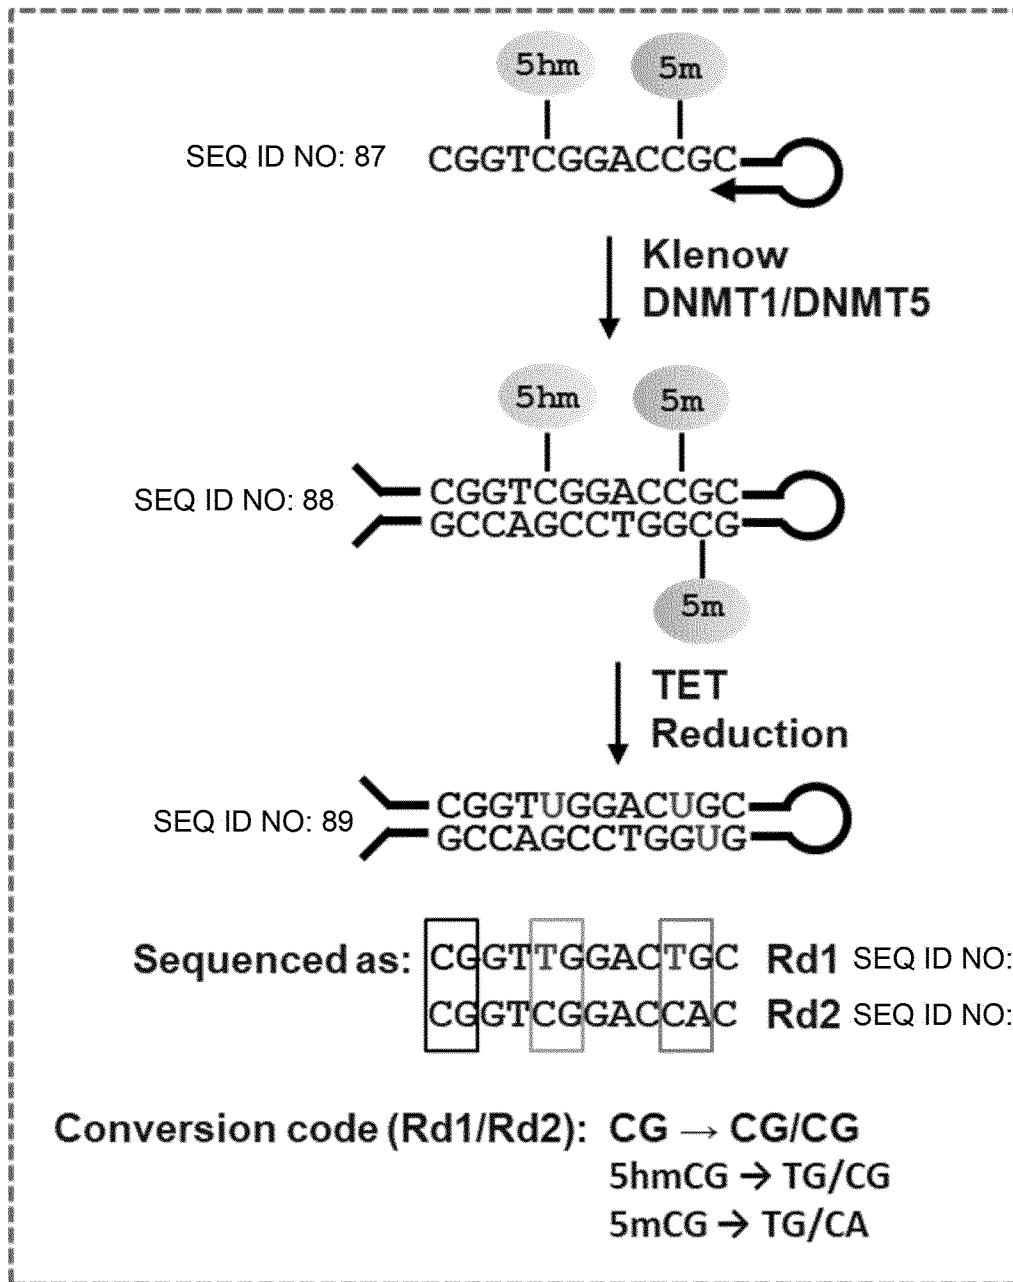 5hm 5m
SEQ ID NO: 87 CGGTCGGACCGC
Klenow
DNMT1/DNMT5
5hm 5m
SEQ ID NO: 88 CGGTCGGACCGC
GCCAGCCTGGCG
5m
TET
Reduction
SEQ ID NO: 89 CGGTUGGACUGC
GCCAGCCTGGUG
Sequenced as: CGGTTGGACTGC Rd1 SEQ ID NO:
CGGTCGGACCAC Rd2 SEQ ID NO:
Conversion code (Rd1/Rd2): CG → CG/CG
5hmCG → TG/CG
5mCG → TG/CA